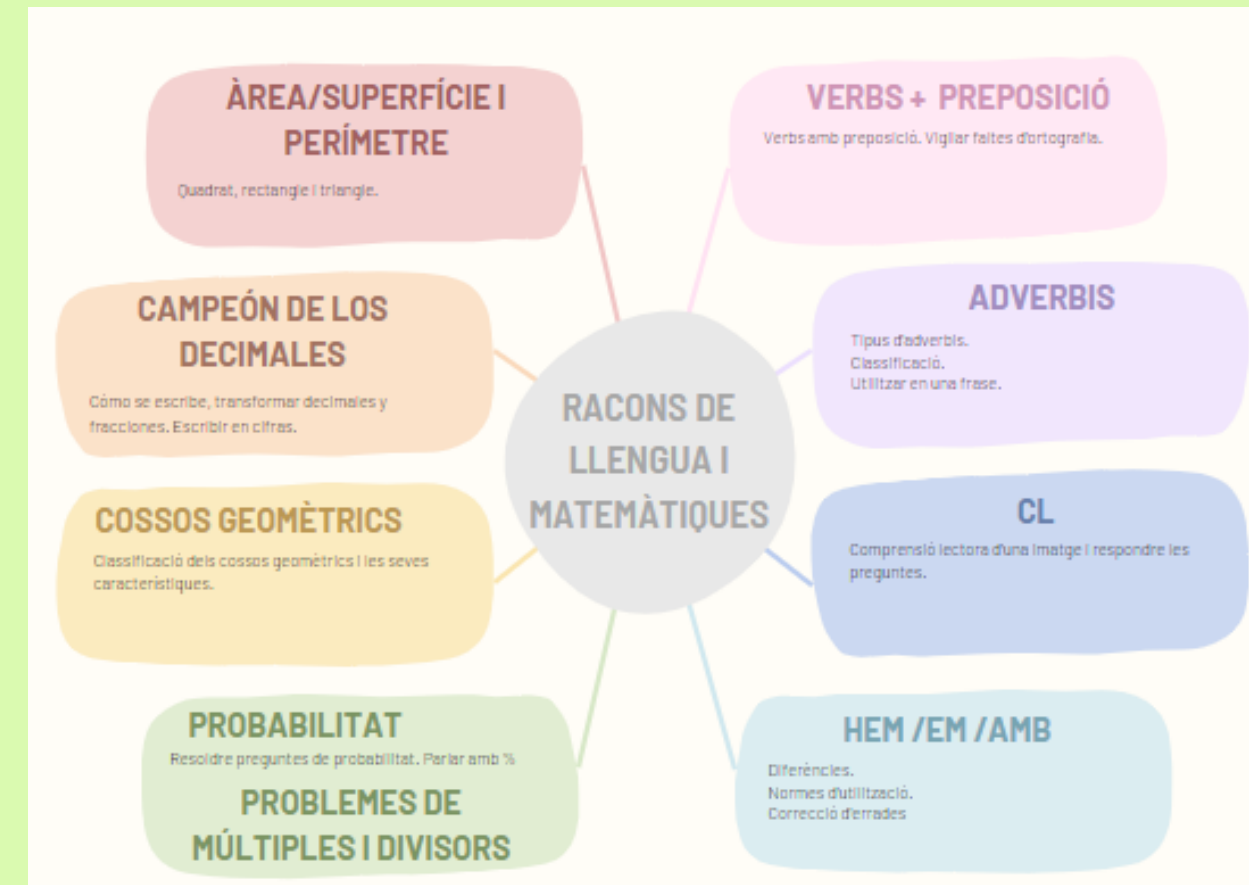 ÀREA/SUPERFÍCIE I
PERÍMETRE
Quadrat, rectangle i triangle.
CAMPEÓN DE LOS
DECIMALES
Cómo se escribe, transformar decimales y
fracciones. Escribir en cifras.
COSSOS GEOMÈTRICS
Classificació dels cossos geomètrics i les seves
característiques.
PROBABILITAT
Resoldre preguntes de probabilitat. Parlar amb %
PROBLEMES DE
MÚLTIPLES I DIVISORS
RACONS DE
LLENGUA I
MATEMÀTIQUES
VERBS + PREPOSICIÓ
Verbs amb preposició. Vigilar faltes d'ortografia.
ADVERBIS
Tipus d'adverbis.
Classificació.
Utilitzar en una frase.
CL
Comprensió lectora d'una imatge i respondre les
preguntes.
HEM /EM /AMB
Diferències.
Normes d'utilització.
Correcció d'errades